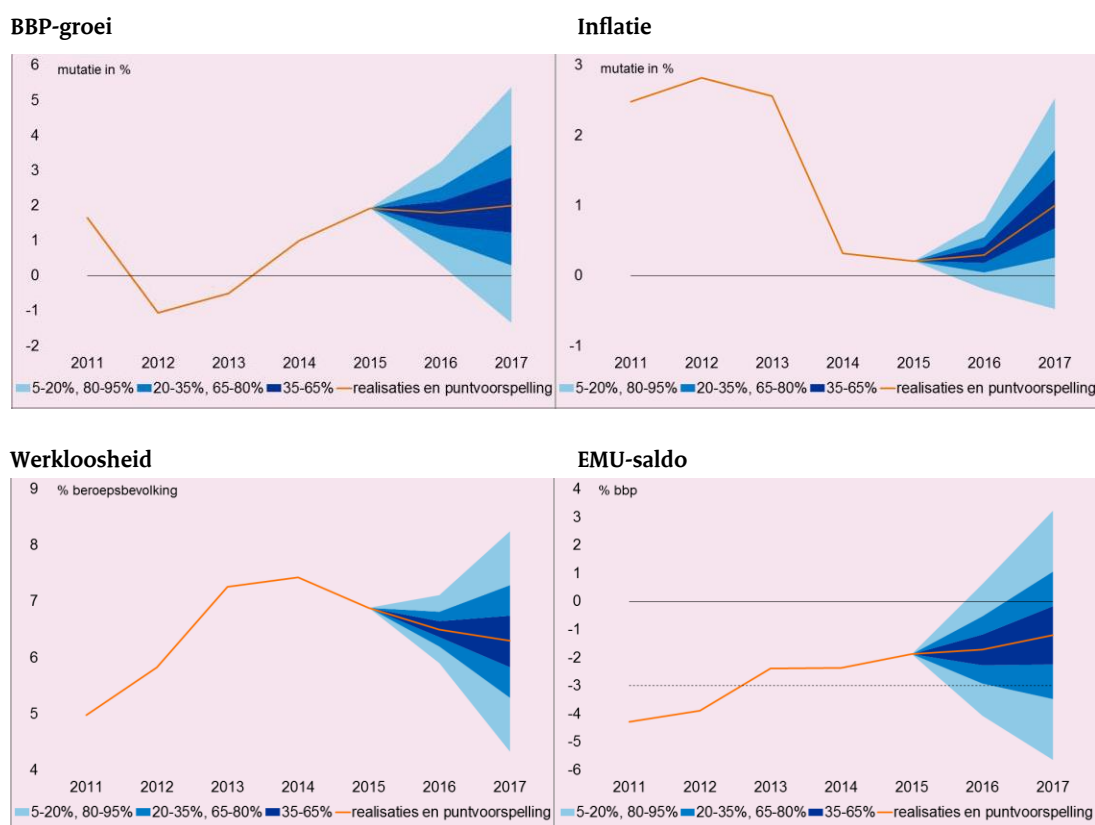 BBP-groei
mutatie in %
6
5
4
3
2
1
0
-1
-2
2011 2012 2013 2014 2015 2016 2017
5-20%, 80-95% 20-35%, 65-80% 35-65% realisaties en puntvoorspelling
Inflatie
mutatie in %
3
2
1
0
-1
2011 2012 2013 2014 2015 2016 2017
5-20%, 80-95% 20-35%, 65-80% 35-65% realisaties en puntvoorspelling
Werkloosheid
% beroepsbevolking
9
8
7
6
5
4
2011 2012 2013 2014 2015 2016 2017
5-20%, 80-95% 20-35%, 65-80% 35-65% realisaties en puntvoorspelling
EMU-saldo
% bbp
4
3
2
1
0
-1
-2
-3
-4
-5
-6
2011 2012 2013 2014 2015 2016 2017
5-20%, 80-95% 20-35%, 65-80% 35-65% realisaties en puntvoorspelling